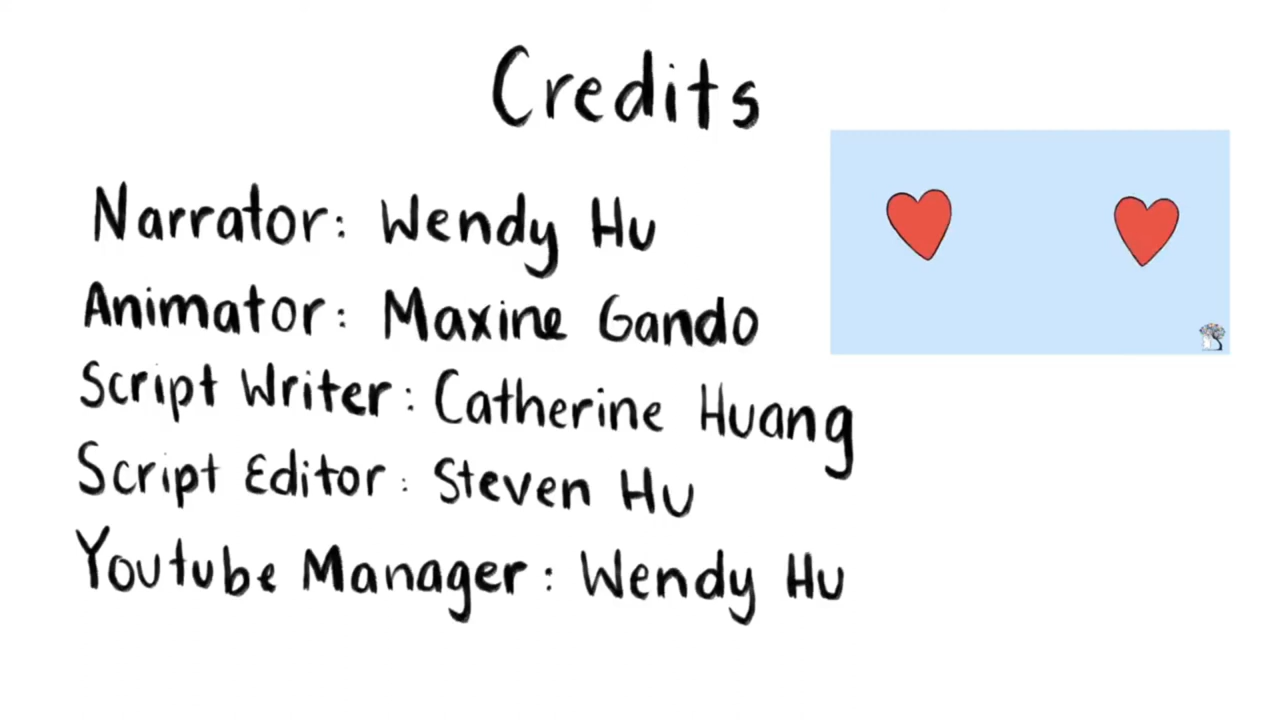 Credits
Narrator: Wendy Hu
Animator: Maxine Gando
Script Writer: Catherine Huang
Script Editor: Steven Hu
Youtube Manager: Wendy Hu